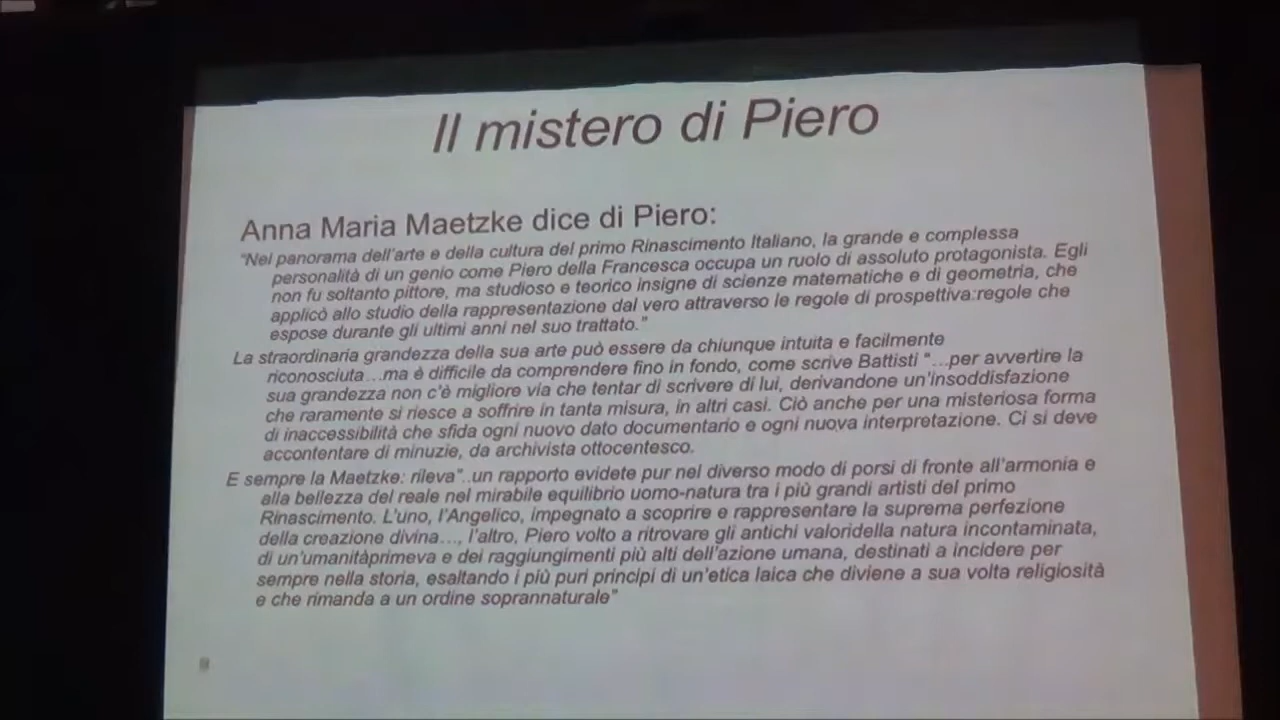 Il mistero di Piero
Anna Maria Maetzke dice di Piero:
“Nel panorama dell'arte e della cultura del primo Rinascimento Italiano, la grande e complessa
personalità di un genio come Piero della Francesca occupa un ruolo di assoluto protagonista. Egli
non fu soltanto pittore, ma studioso e teorico insigne di scienze matematiche e di geometria, che
applicò allo studio della rappresentazione dal vero attraverso le regole di prospettiva:regole che
espose durante gli ultimi anni nel suo trattato.”
La straordinaria grandezza della sua arte può essere da chiunque intuita e facilmente
riconosciuta…ma è difficile da comprendere fino in fondo, come scrive Battisti “…per avvertire la
sua grandezza non c'è migliore via che tentar di scrivere di lui, derivandone un'insoddisfazione
che raramente si riesce a soffrire in tanta misura, in altri casi. Ciò anche per una misteriosa forma
di inaccessibilità che sfida ogni nuovo dato documentario e ogni nuova interpretazione. Ci si deve
accontentare di minuzie, da archivista ottocentesco.
E sempre la Maetzke: rileva”..un rapporto evidete pur nel diverso modo di porsi di fronte all'armonia e
alla bellezza del reale nel mirabile equilibrio uomo-natura tra i più grandi artisti del primo
Rinascimento. L'uno, l'Angelico, impegnato a scoprire e rappresentare la suprema perfezione
della creazione divina…, l'altro, Piero volto a ritrovare gli antichi valoridella natura incontaminata,
di un'umanitàprimeva e dei raggiungimenti più alti dell'azione umana, destinati a incidere per
sempre nella storia, esaltando i più puri principi di un'etica laica che diviene a sua volta religiosità
e che rimanda a un ordine soprannaturale”